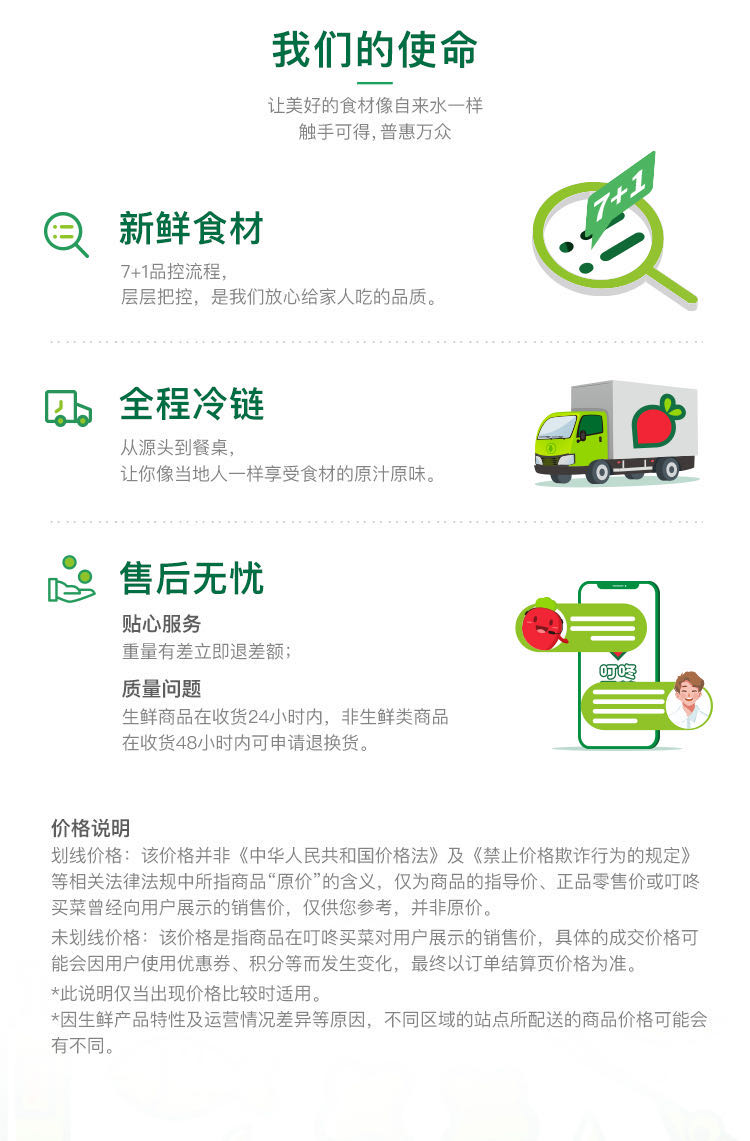 我们的使命
让美好的食材像自来水一样
触手可得,普惠万众
7+1
新鲜食材
7+1品控流程，
层层把控，是我们放心给家人吃的品质。
全程冷链
从源头到餐桌，
让你像当地人一样享受食材的原汁原味。
售后无忧
贴心服务
重量有差立即退差额；
叮咚
质量问题
生鲜商品在收货24小时内，非生鲜类商品
在收货48小时内可申请退换货。
价格说明
划线价格：该价格并非《中华人民共和国价格法》及《禁止价格欺诈行为的规定》
等相关法律法规中所指商品“原价”的含义，仅为商品的指导价、正品零售价或叮咚
买菜曾经向用户展示的销售价，仅供您参考，并非原价。
未划线价格：该价格是指商品在叮咚买菜对用户展示的销售价，具体的成交价格可
能会因用户使用优惠券、积分等而发生变化，最终以订单结算页价格为准。
*此说明仅当出现价格比较时适用。
*因生鲜产品特性及运营情况差异等原因，不同区域的站点所配送的商品价格可能会
有不同。